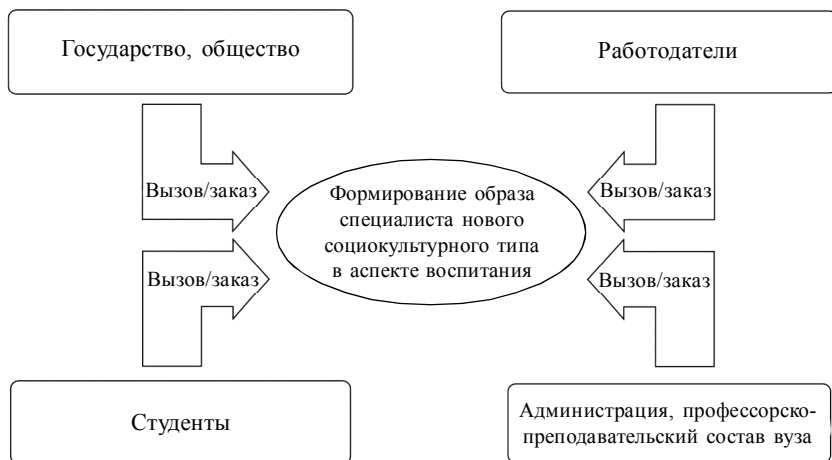 Государство, общество
Работодатели
Вызов/заказ
Вызов/заказ
Формирование образа
специалиста нового
социокультурного типа
в аспекте воспитания
Вызов/заказ
Вызов/заказ
Студенты
Администрация, профессорско-
преподавательский состав вуза